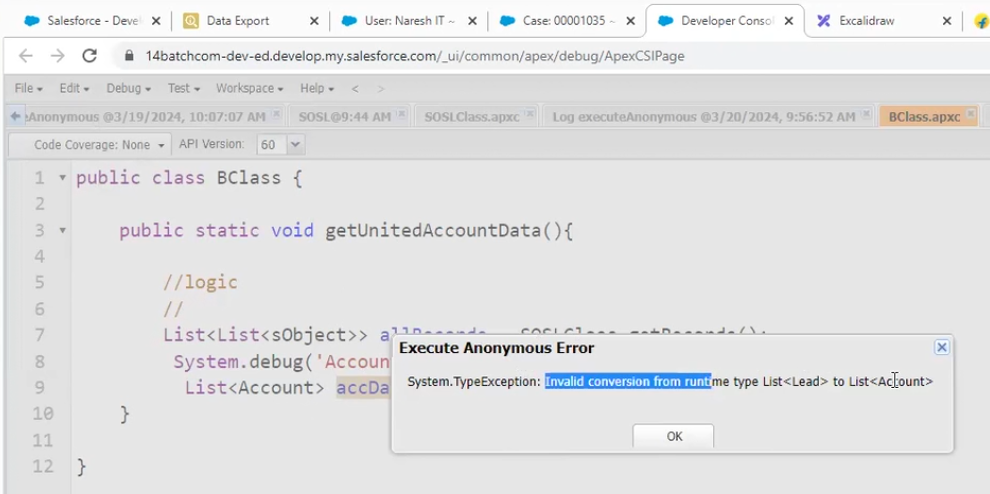 Salesforce - Devel × Data Export × User: Naresh IT ~ × Case: 00001035 ~ × Developer Conso × Excalidraw ×
14batchcom-dev-ed.develop.my.salesforce.com/_ui/common/apex/debug/ApexCSIPage
File Edit Debug Test Workspace Help < >
eAnonymous @3/19/2024, 10:07:07 AM SOSL@9:44 AM SOSLClass.apxc Log executeAnonymous @3/20/2024, 9:56:52 AM BClass.apxc
Code Coverage: None API Version: 60
1 public class BClass {
2
3 public static void getUnitedAccountData(){
4
5 //logic
6 //
7 List<List<sObject>> allRecords SOSLClass.getRecords();
8 System.debug('Accoun
9 List<Account> accDa
10 }
11
12 }
Execute Anonymous Error
System.TypeException: Invalid conversion from runtime type List<Lead> to List<Account>
OK